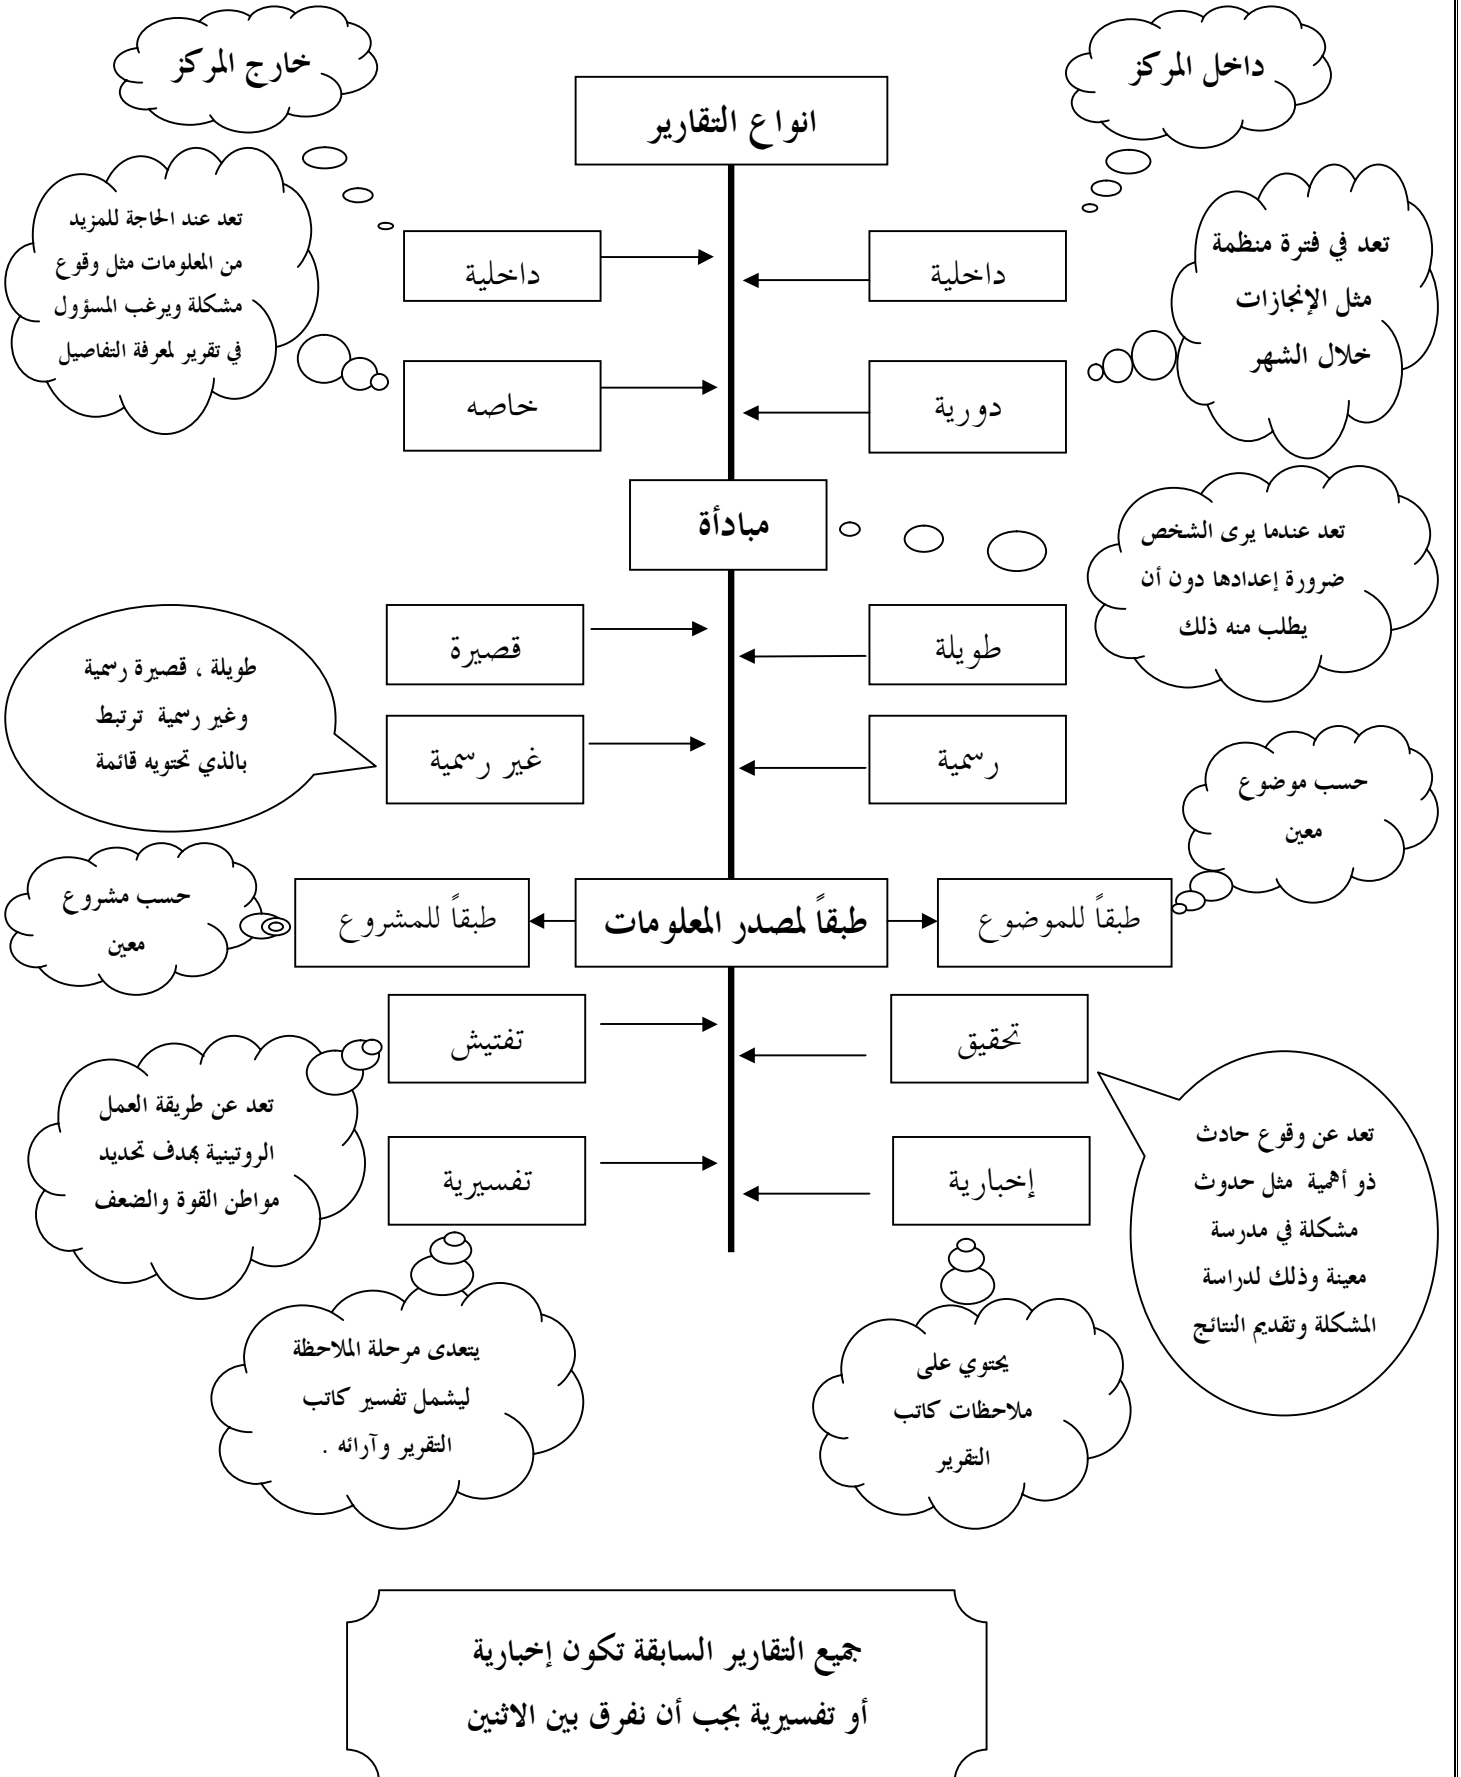 داخل المركز
خارج المركز
انواع التقارير
تعد في فترة منظمة
مثل الإنجازات
خلال الشهر
داخلية
داخلية
تعد عند الحاجة للمزيد
من المعلومات مثل وقوع
مشكلة ويرغب المسؤول
في تقرير لمعرفة التفاصيل
دورية
خاصه
مبادأة
تعد عندما يرى الشخص
ضرورة إعدادها دون أن
يطلب منه ذلك
طويلة
قصيرة
طويلة ، قصيرة رسمية
وغير رسمية ترتبط
بالذي تحتويه قائمة
رسمية
غير رسمية
حسب موضوع
معين
طبقاً للموضوع
طبقاً لمصدر المعلومات
طبقاً للمشروع
حسب مشروع
معين
تحقيق
تفتيش
تعد عن وقوع حادث
ذو أهمية مثل حدوث
مشكلة في مدرسة
معينة وذلك لدراسة
المشكلة وتقديم النتائج
تعد عن طريقة العمل
الروتينية بهدف تحديد
مواطن القوة والضعف
إخبارية
تفسيرية
يحتوي على
ملاحظات كاتب
التقرير
يتعدى مرحلة الملاحظة
ليشمل تفسير كاتب
التقرير وآرائه .
جميع التقارير السابقة تكون إخبارية
أو تفسيرية بجب أن نفرق بين الاثنين